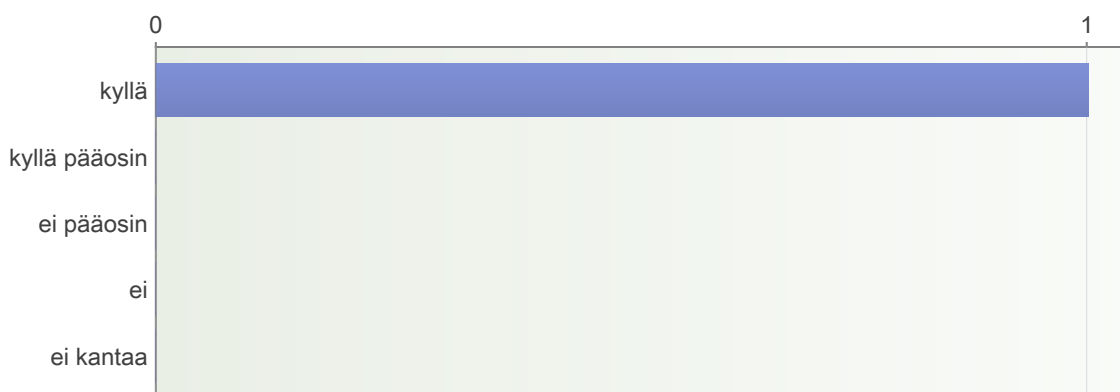 0 1
kyllä
kyllä pääosin
ei pääosin
ei
ei kantaa